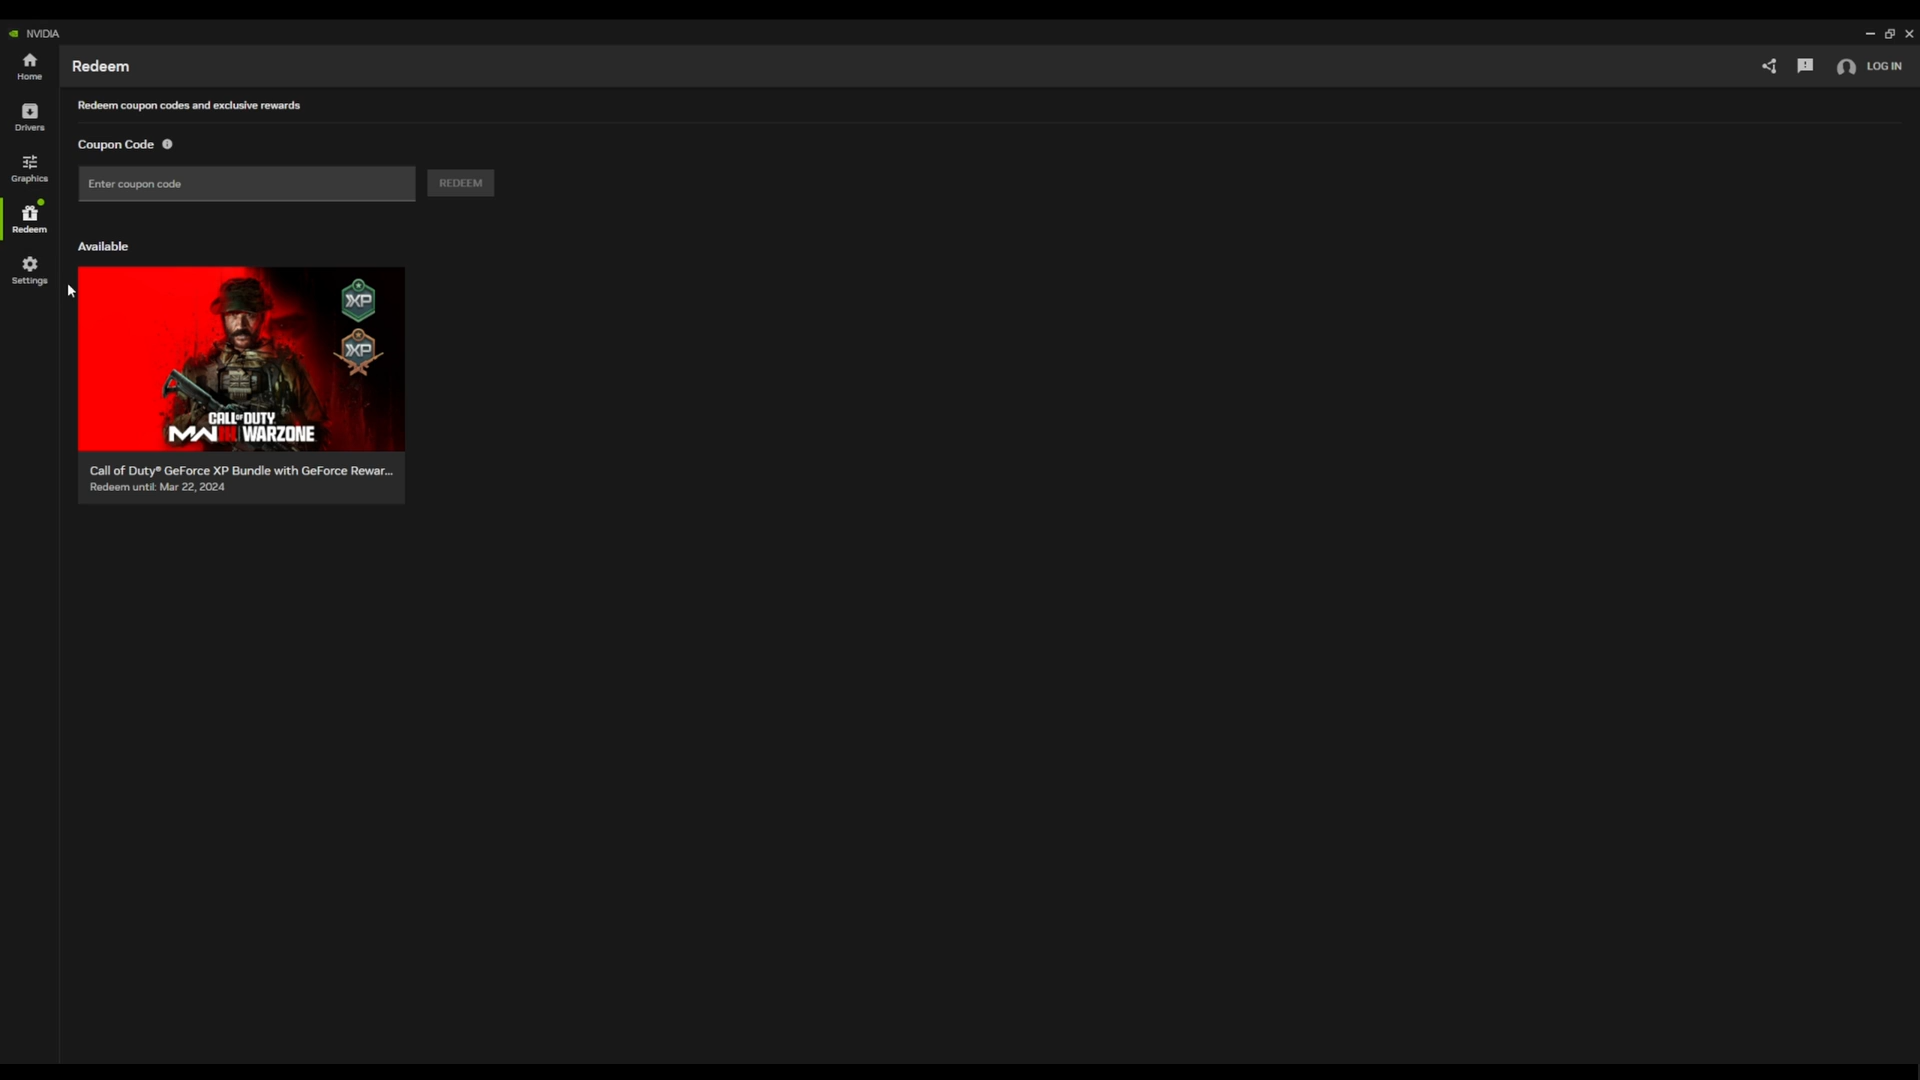 NVIDIA
Home
Redeem
LOG IN
Redeem coupon codes and exclusive rewards
Drivers
Coupon Code
Enter coupon code
REDEEM
Graphics
Redeem
Available
Settings
XP
XP
CALL OF DUTY
MWIII WARZONE
Call of Duty® GeForce XP Bundle with GeForce Rewar...
Redeem until: Mar 22, 2024